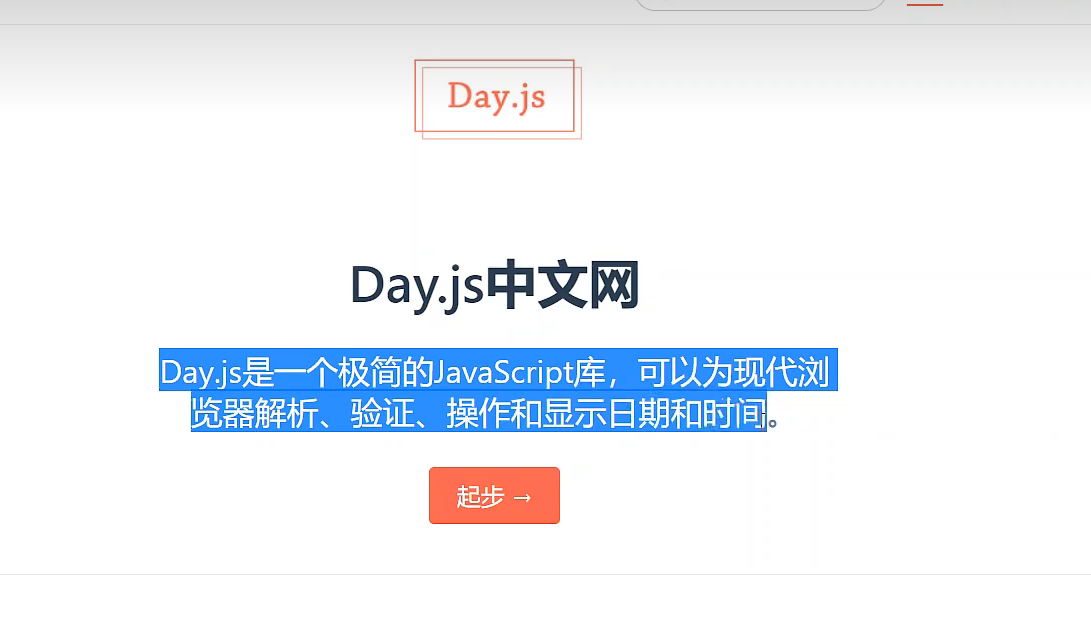 Day.js
Day.js中文网
Day.js是一个极简的JavaScript库，可以为现代浏
览器解析、验证、操作和显示日期和时间。
起步 →